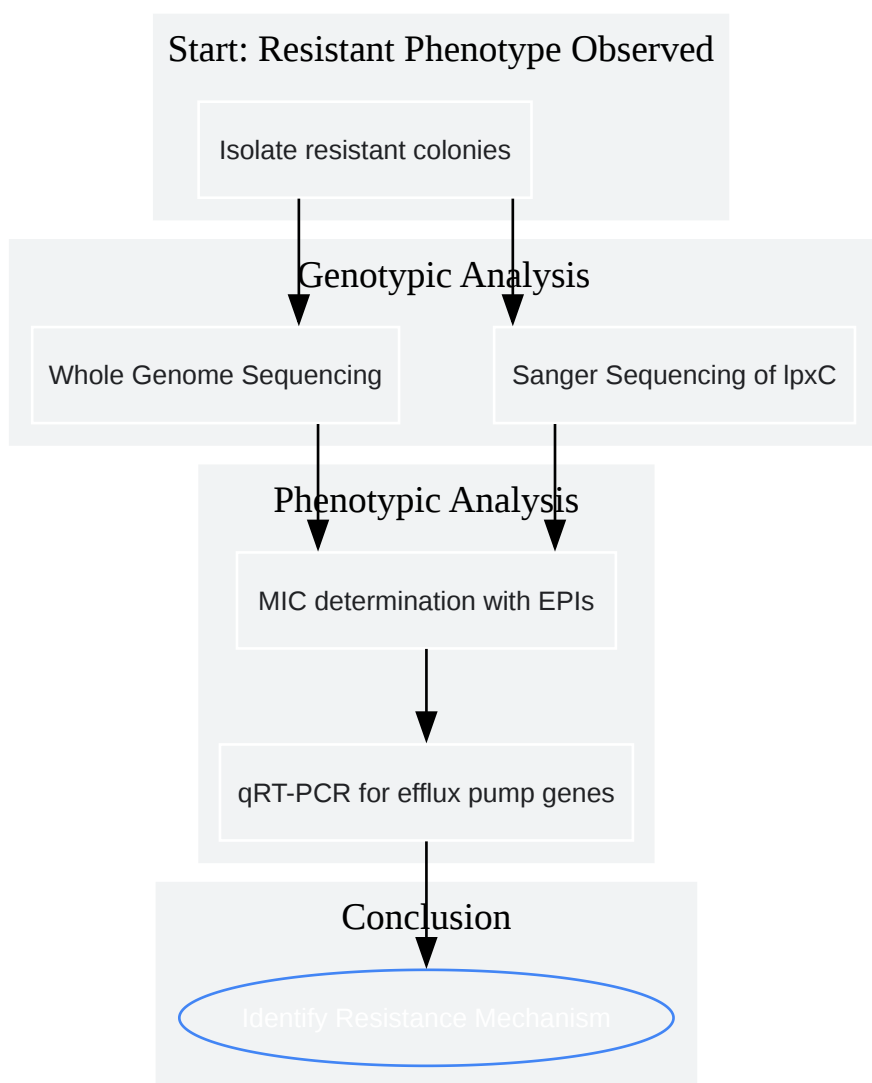 Start: Resistant Phenotype Observed
Isolate resistant colonies
Genotypic Analysis
Whole Genome Sequencing
Sanger Sequencing of lpxC
Phenotypic Analysis
MIC determination with EPIs
qRT-PCR for efflux pump genes
Conclusion
Identify Resistance Mechanism